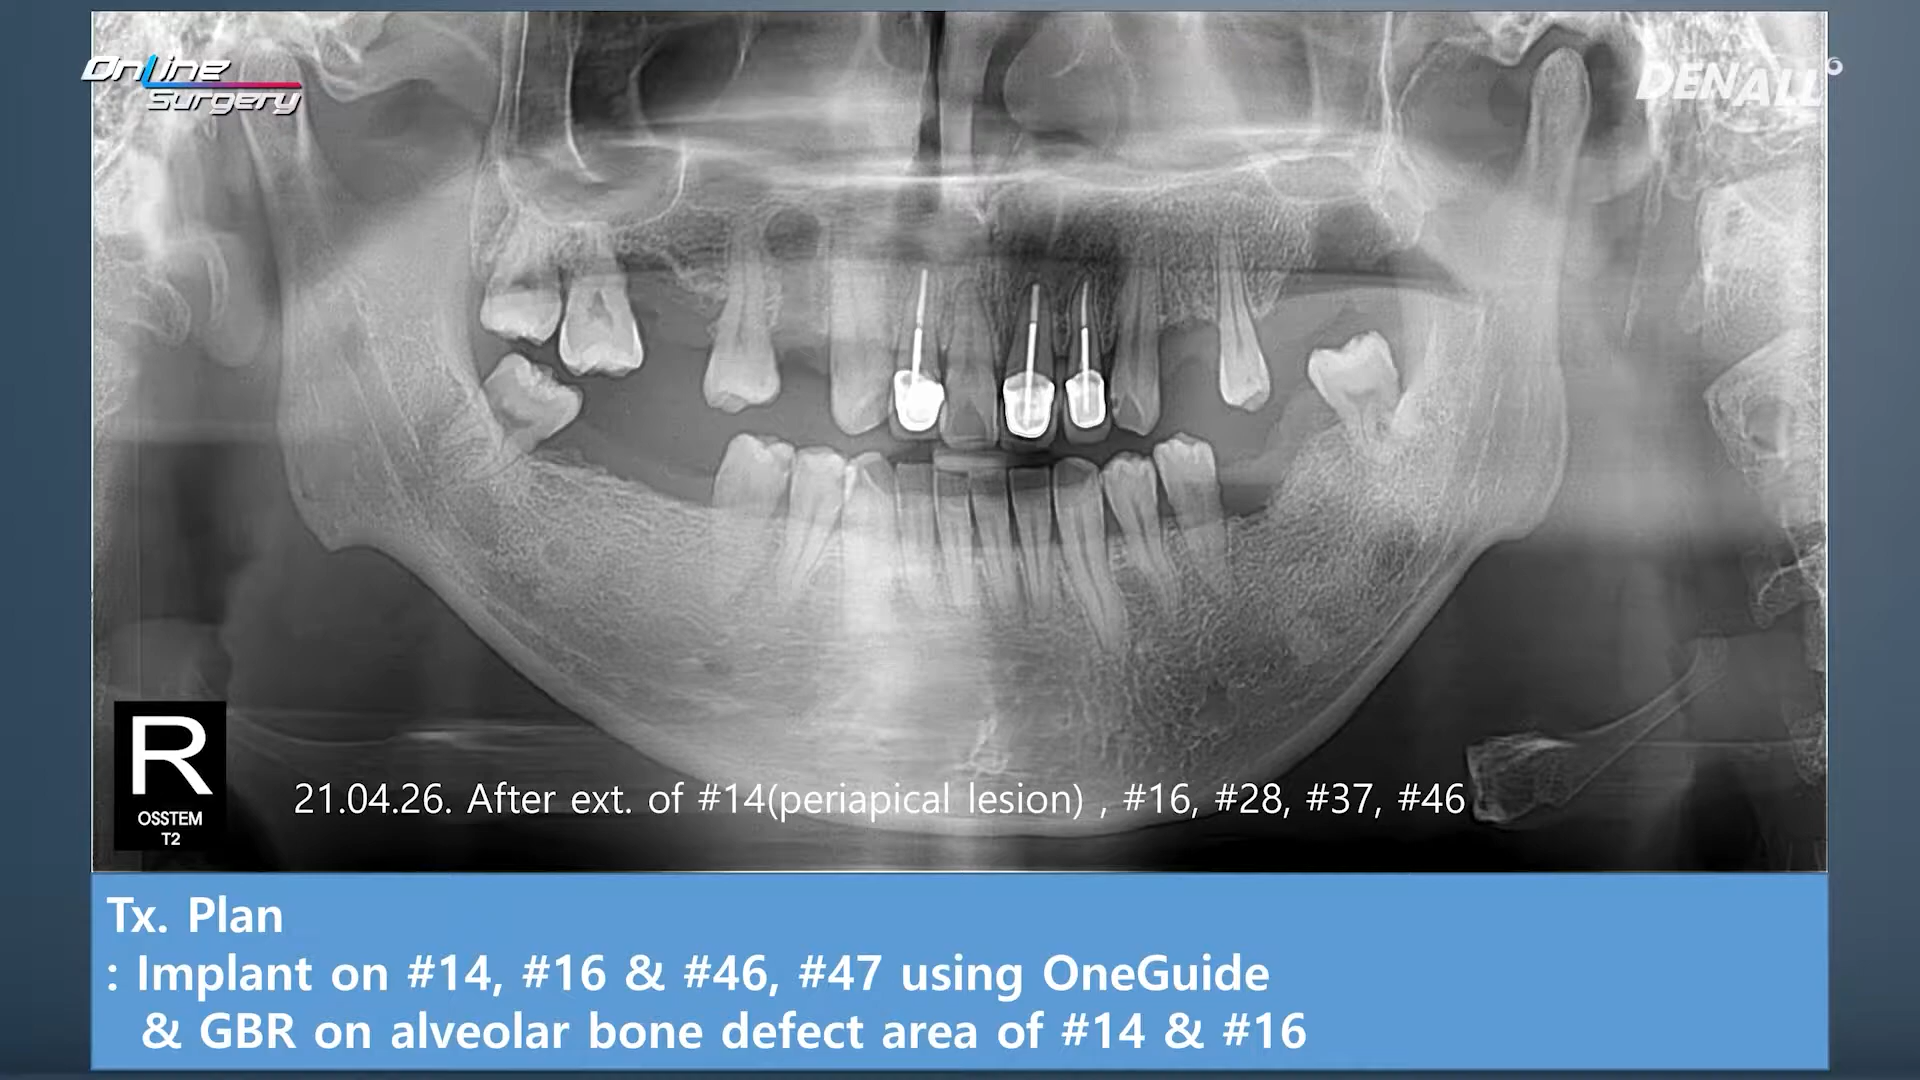 OnLine
Surgery
DENALL
R
OSSTEM
T2
21.04.26. After ext. of #14(periapical lesion) , #16, #28, #37, #46
Tx. Plan
: Implant on #14, #16 & #46, #47 using OneGuide
& GBR on alveolar bone defect area of #14 & #16